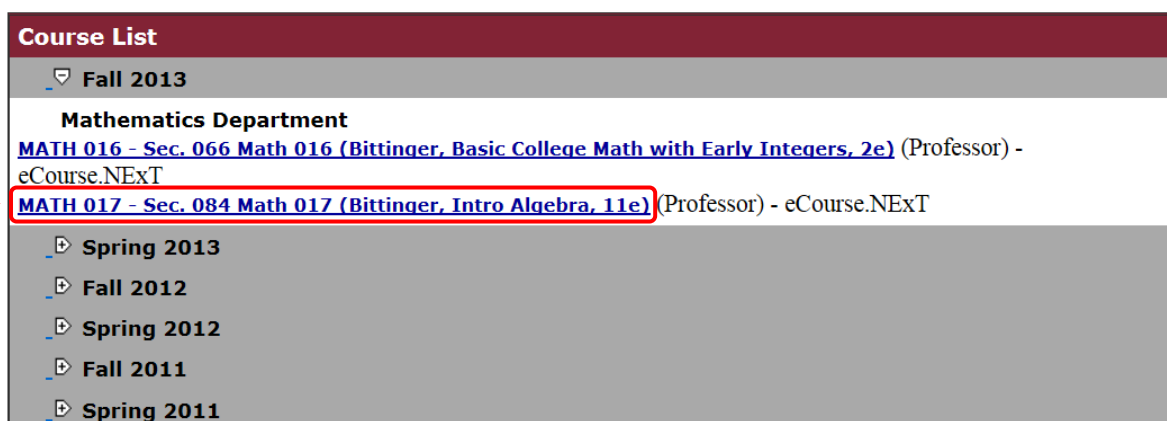 Course List
Fall 2013
Mathematics Department
MATH 016 - Sec. 066 Math 016 (Bittinger, Basic College Math with Early Integers, 2e) (Professor) -
eCourse.NExT
MATH 017 - Sec. 084 Math 017 (Bittinger, Intro Algebra, 11e) (Professor) - eCourse.NExT
Spring 2013
Fall 2012
Spring 2012
Fall 2011
Spring 2011